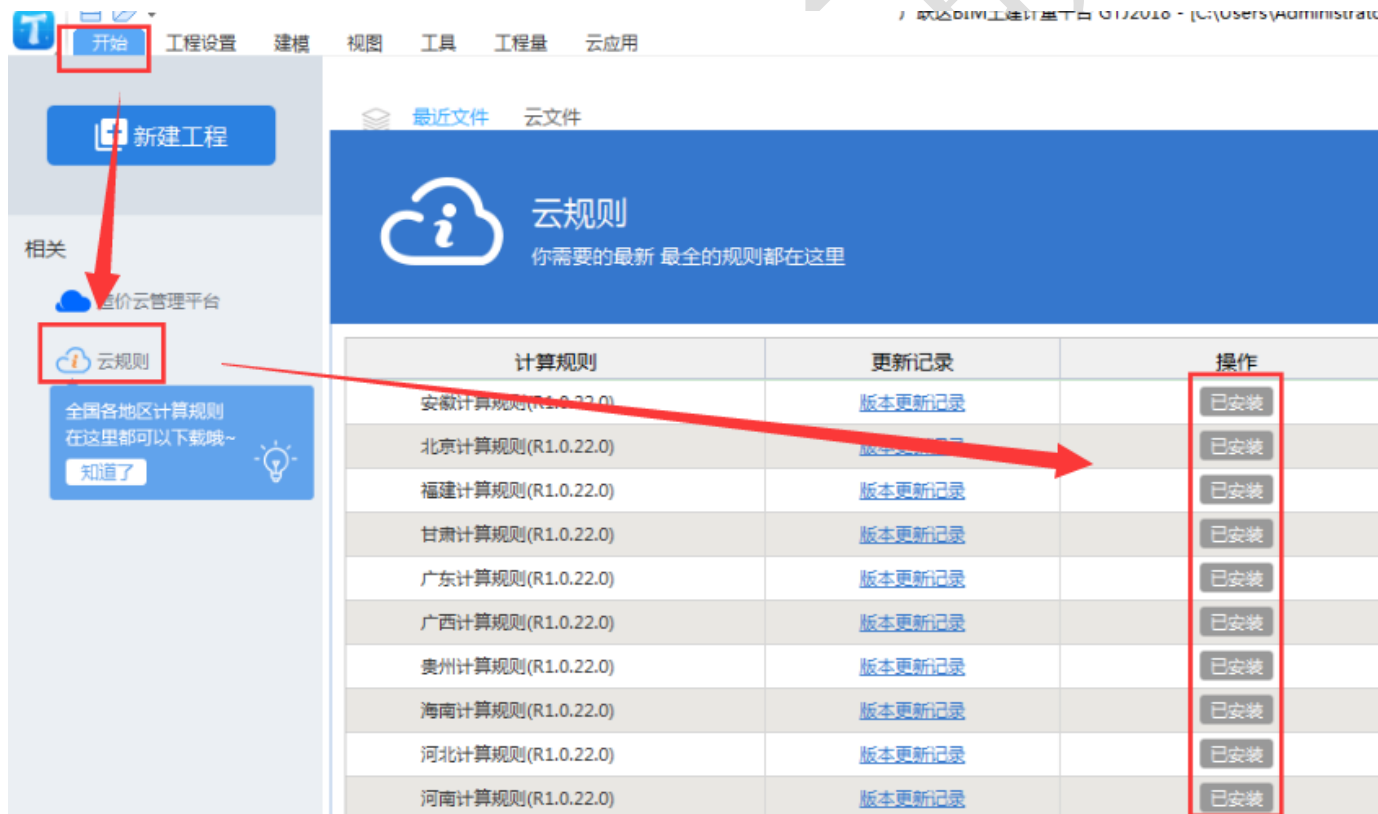 广联达BIM土建计量平台 GTJ2018 - [C:\Users\Administrato
开始 工程设置 建模 视图 工具 工程量 云应用
新建工程
最近文件 云文件
云规则
你需要的最新 最全的规则都在这里
相关
造价云管理平台
云规则
全国各地区计算规则
在这里都可以下载哦~
知道了
计算规则 更新记录 操作
安徽计算规则(R1.0.22.0) 版本更新记录 已安装
北京计算规则(R1.0.22.0) 版本更新记录 已安装
福建计算规则(R1.0.22.0) 版本更新记录 已安装
甘肃计算规则(R1.0.22.0) 版本更新记录 已安装
广东计算规则(R1.0.22.0) 版本更新记录 已安装
广西计算规则(R1.0.22.0) 版本更新记录 已安装
贵州计算规则(R1.0.22.0) 版本更新记录 已安装
海南计算规则(R1.0.22.0) 版本更新记录 已安装
河北计算规则(R1.0.22.0) 版本更新记录 已安装
河南计算规则(R1.0.22.0) 版本更新记录 已安装